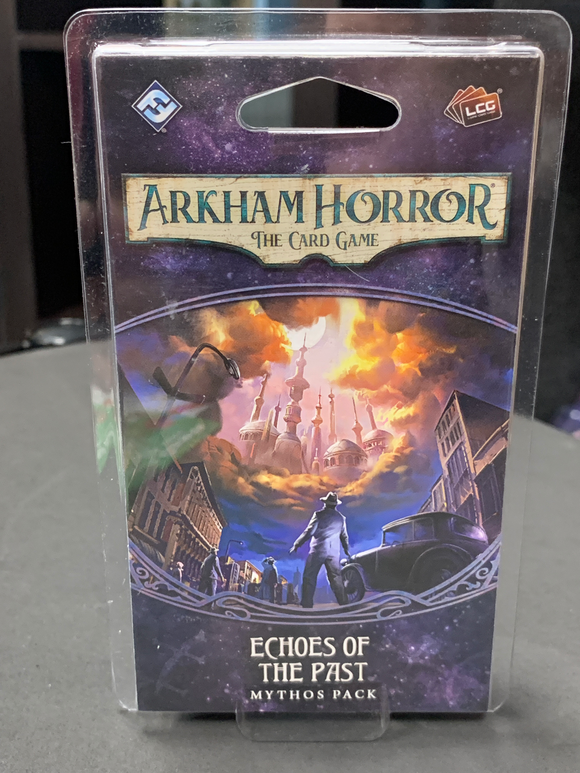 LCG
ARKHAM HORROR®
THE CARD GAME
ECHOES OF
THE PAST
MYTHOS PACK